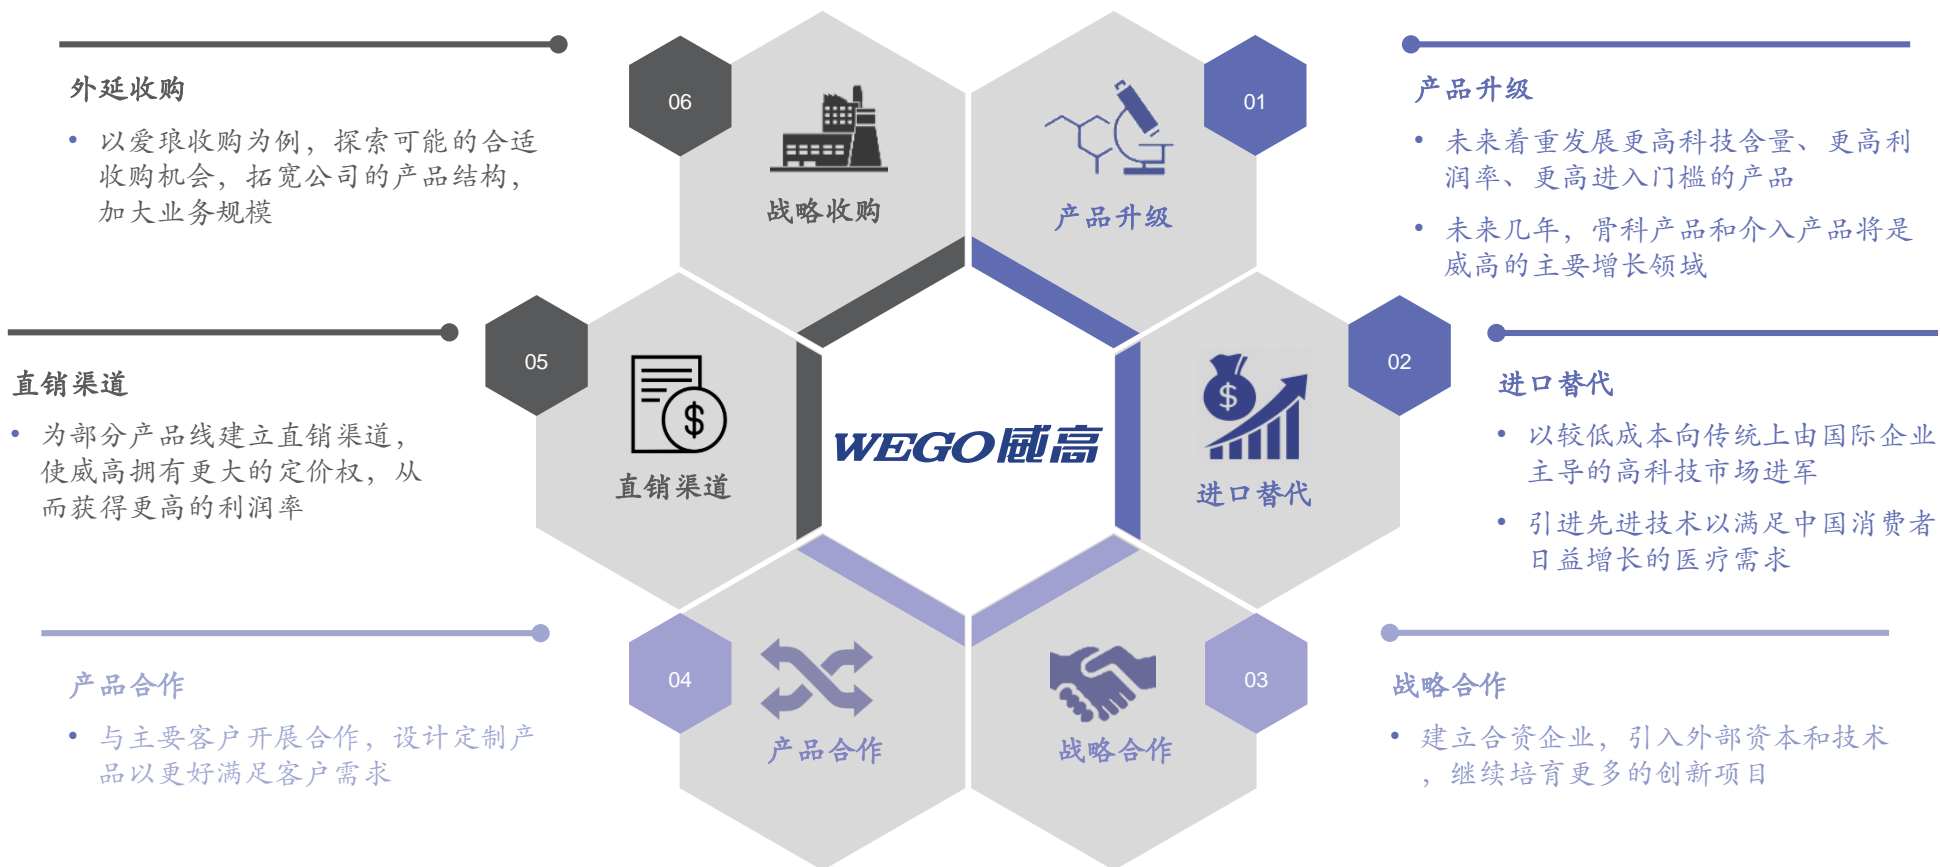 外延收购
• 以爱琅收购为例，探索可能的合适
收购机会，拓宽公司的产品结构，
加大业务规模
06
战略收购
01
产品升级
产品升级
• 未来着重发展更高科技含量、更高利
润率、更高进入门槛的产品
• 未来几年，骨科产品和介入产品将是
威高的主要增长领域
直销渠道
• 为部分产品线建立直销渠道，
使威高拥有更大的定价权，从
而获得更高的利润率
05
$
直销渠道
WEGO威高
02
$
进口替代
进口替代
• 以较低成本向传统上由国际企业
主导的高科技市场进军
• 引进先进技术以满足中国消费者
日益增长的医疗需求
产品合作
• 与主要客户开展合作，设计定制产
品以更好满足客户需求
04
产品合作
03
战略合作
战略合作
• 建立合资企业，引入外部资本和技术
，继续培育更多的创新项目